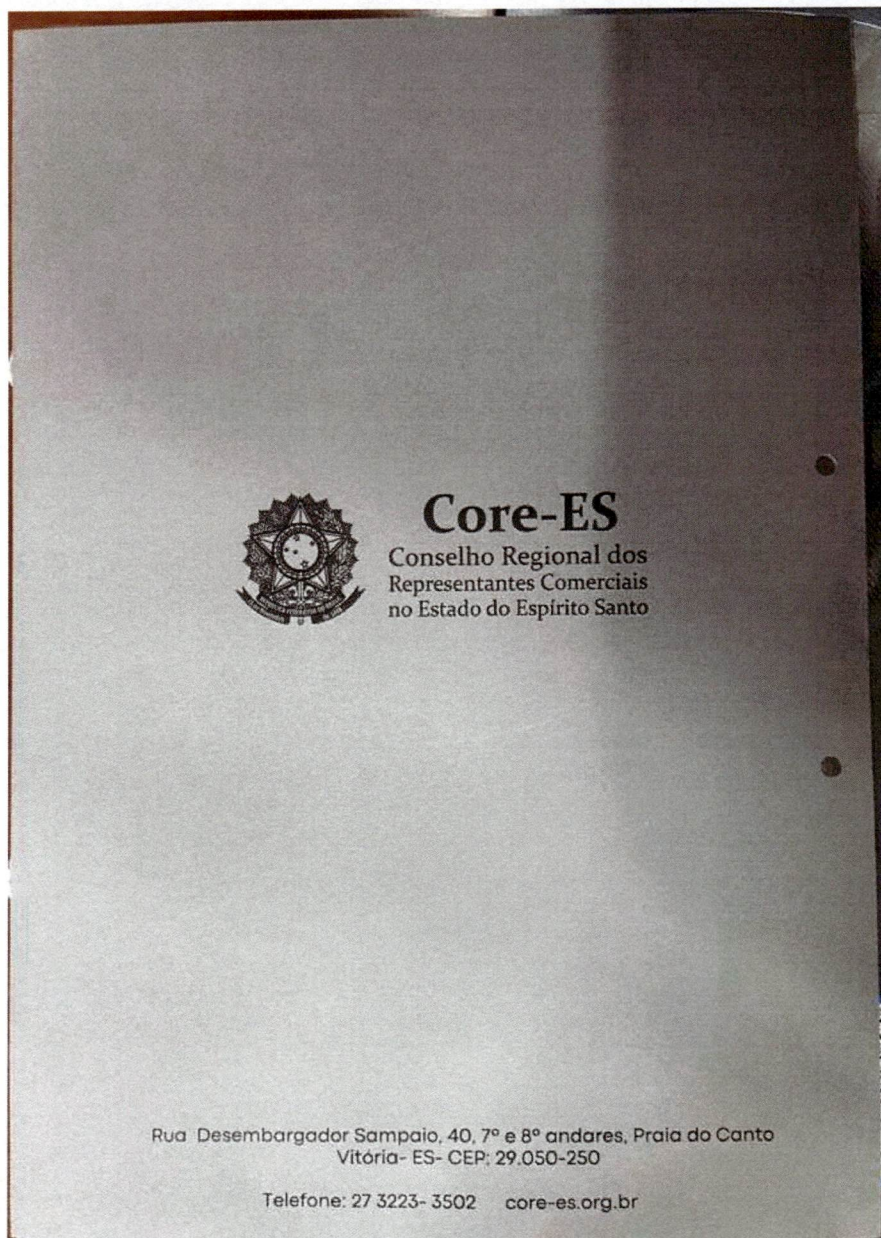 Core-ES
Conselho Regional dos
Representantes Comerciais
no Estado do Espírito Santo
Rua Desembargador Sampaio, 40, 7º e 8º andares, Praia do Canto
Vitória- ES- CEP: 29.050-250
Telefone: 27 3223- 3502 core-es.org.br